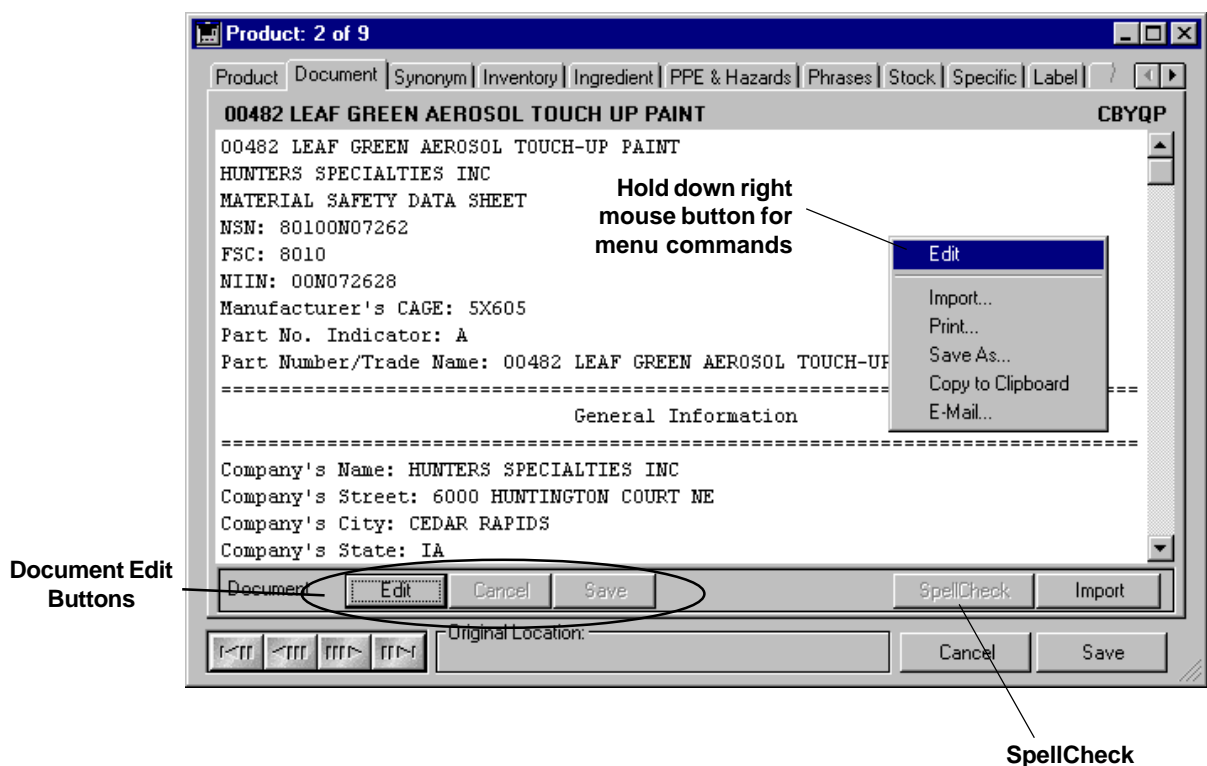 Product: 2 of 9
Product Document Synonym Inventory Ingredient PPE & Hazards Phrases Stock Specific Label
00482 LEAF GREEN AEROSOL TOUCH UP PAINT CBYQP
00482 LEAF GREEN AEROSOL TOUCH-UP PAINT
HUNTERS SPECIALTIES INC
MATERIAL SAFETY DATA SHEET
NSN: 80100N07262
FSC: 8010
NIIN: 00N072628
Manufacturer's CAGE: 5X605
Part No. Indicator: A
Part Number/Trade Name: 00482 LEAF GREEN AEROSOL TOUCH-UP
General Information
Company's Name: HUNTERS SPECIALTIES INC
Company's Street: 6000 HUNTINGTON COURT NE
Company's City: CEDAR RAPIDS
Company's State: IA
Hold down right
mouse button for
menu commands
Edit
Import...
Print...
Save As...
Copy to Clipboard
E-Mail...
Document Edit
Buttons
Document Edit Cancel Save SpellCheck Import
Original Location:
Cancel Save
SpellCheck